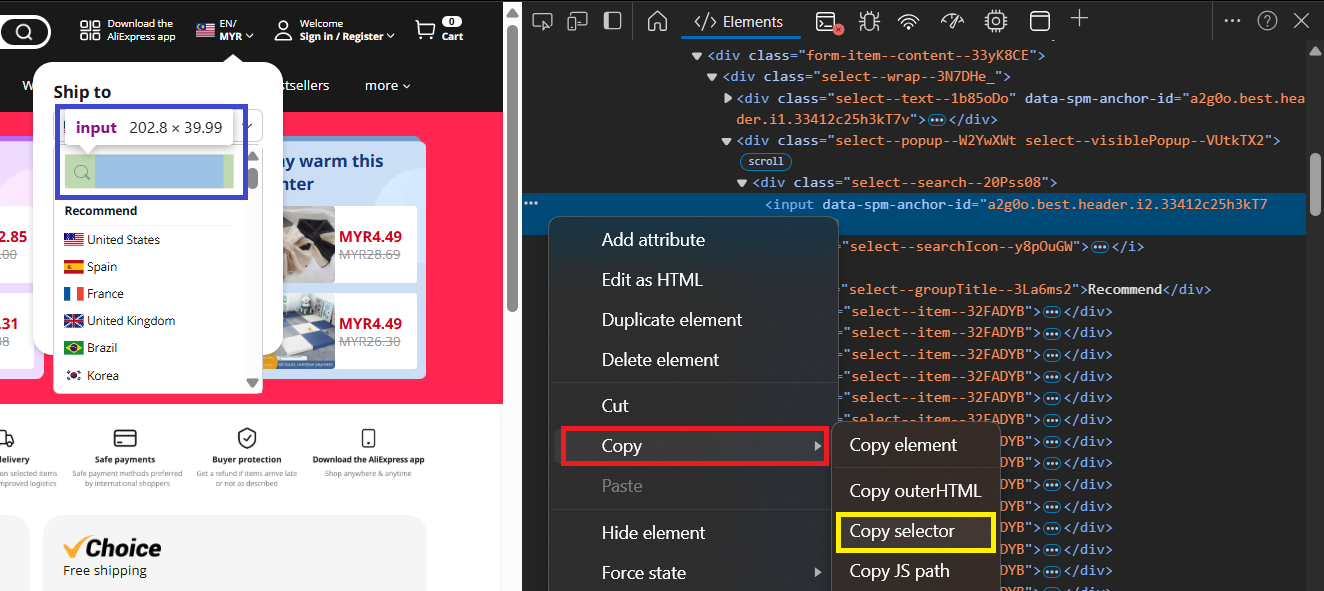 Download the
AliExpress app
EN/
MYR
Welcome
Sign in / Register
0
Cart
W
stsellers
more
Ship to
input 202.8 × 39.99
Recommend
United States
Spain
France
United Kingdom
Brazil
Korea
ay warm this
nter
2.85
.00
MYR4.49
MYR28.69
.31
38
MYR4.49
MYR26.30
elivery
on selected items
mproved logistics
Safe payments
Safe payment methods preferred
by international shoppers
Buyer protection
Get a refund if items arrive late
or not as described
Download the AliExpress app
Shop anywhere & anytime
Choice
Free shipping
Elements
<div class="form-item--content--33yK8CE">
<div class="select--wrap--3N7DHe_">
<div class="select--text--1b85oDo" data-spm-anchor-id="a2g0o.best.hea
der.i1.33412c25h3kT7v"> ••• </div>
<div class="select--popup--W2YwXWt select--visiblePopup--VUtkTX2">
scroll
<div class="select--search--20Pss08">
<input data-spm-anchor-id="a2g0o.best.header.i2.33412c25h3kT7
="select--searchIcon--y8pOuGW"> ••• </i>
="select--groupTitle--3La6ms2">Recommend</div>
="select--item--32FADYB"> ••• </div>
="select--item--32FADYB"> ••• </div>
="select--item--32FADYB"> ••• </div>
="select--item--32FADYB"> ••• </div>
="select--item--32FADYB"> ••• </div>
="select--item--32FADYB"> ••• </div>
DYB"> ••• </div>
DYB"> ••• </div>
DYB"> ••• </div>
DYB"> ••• </div>
DYB"> ••• </div>
DYB"> ••• </div>
DYB"> ••• </div>
Add attribute
Edit as HTML
Duplicate element
Delete element
Cut
Copy
Paste
Hide element
Force state
Copy element
Copy outerHTML
Copy selector
Copy JS path